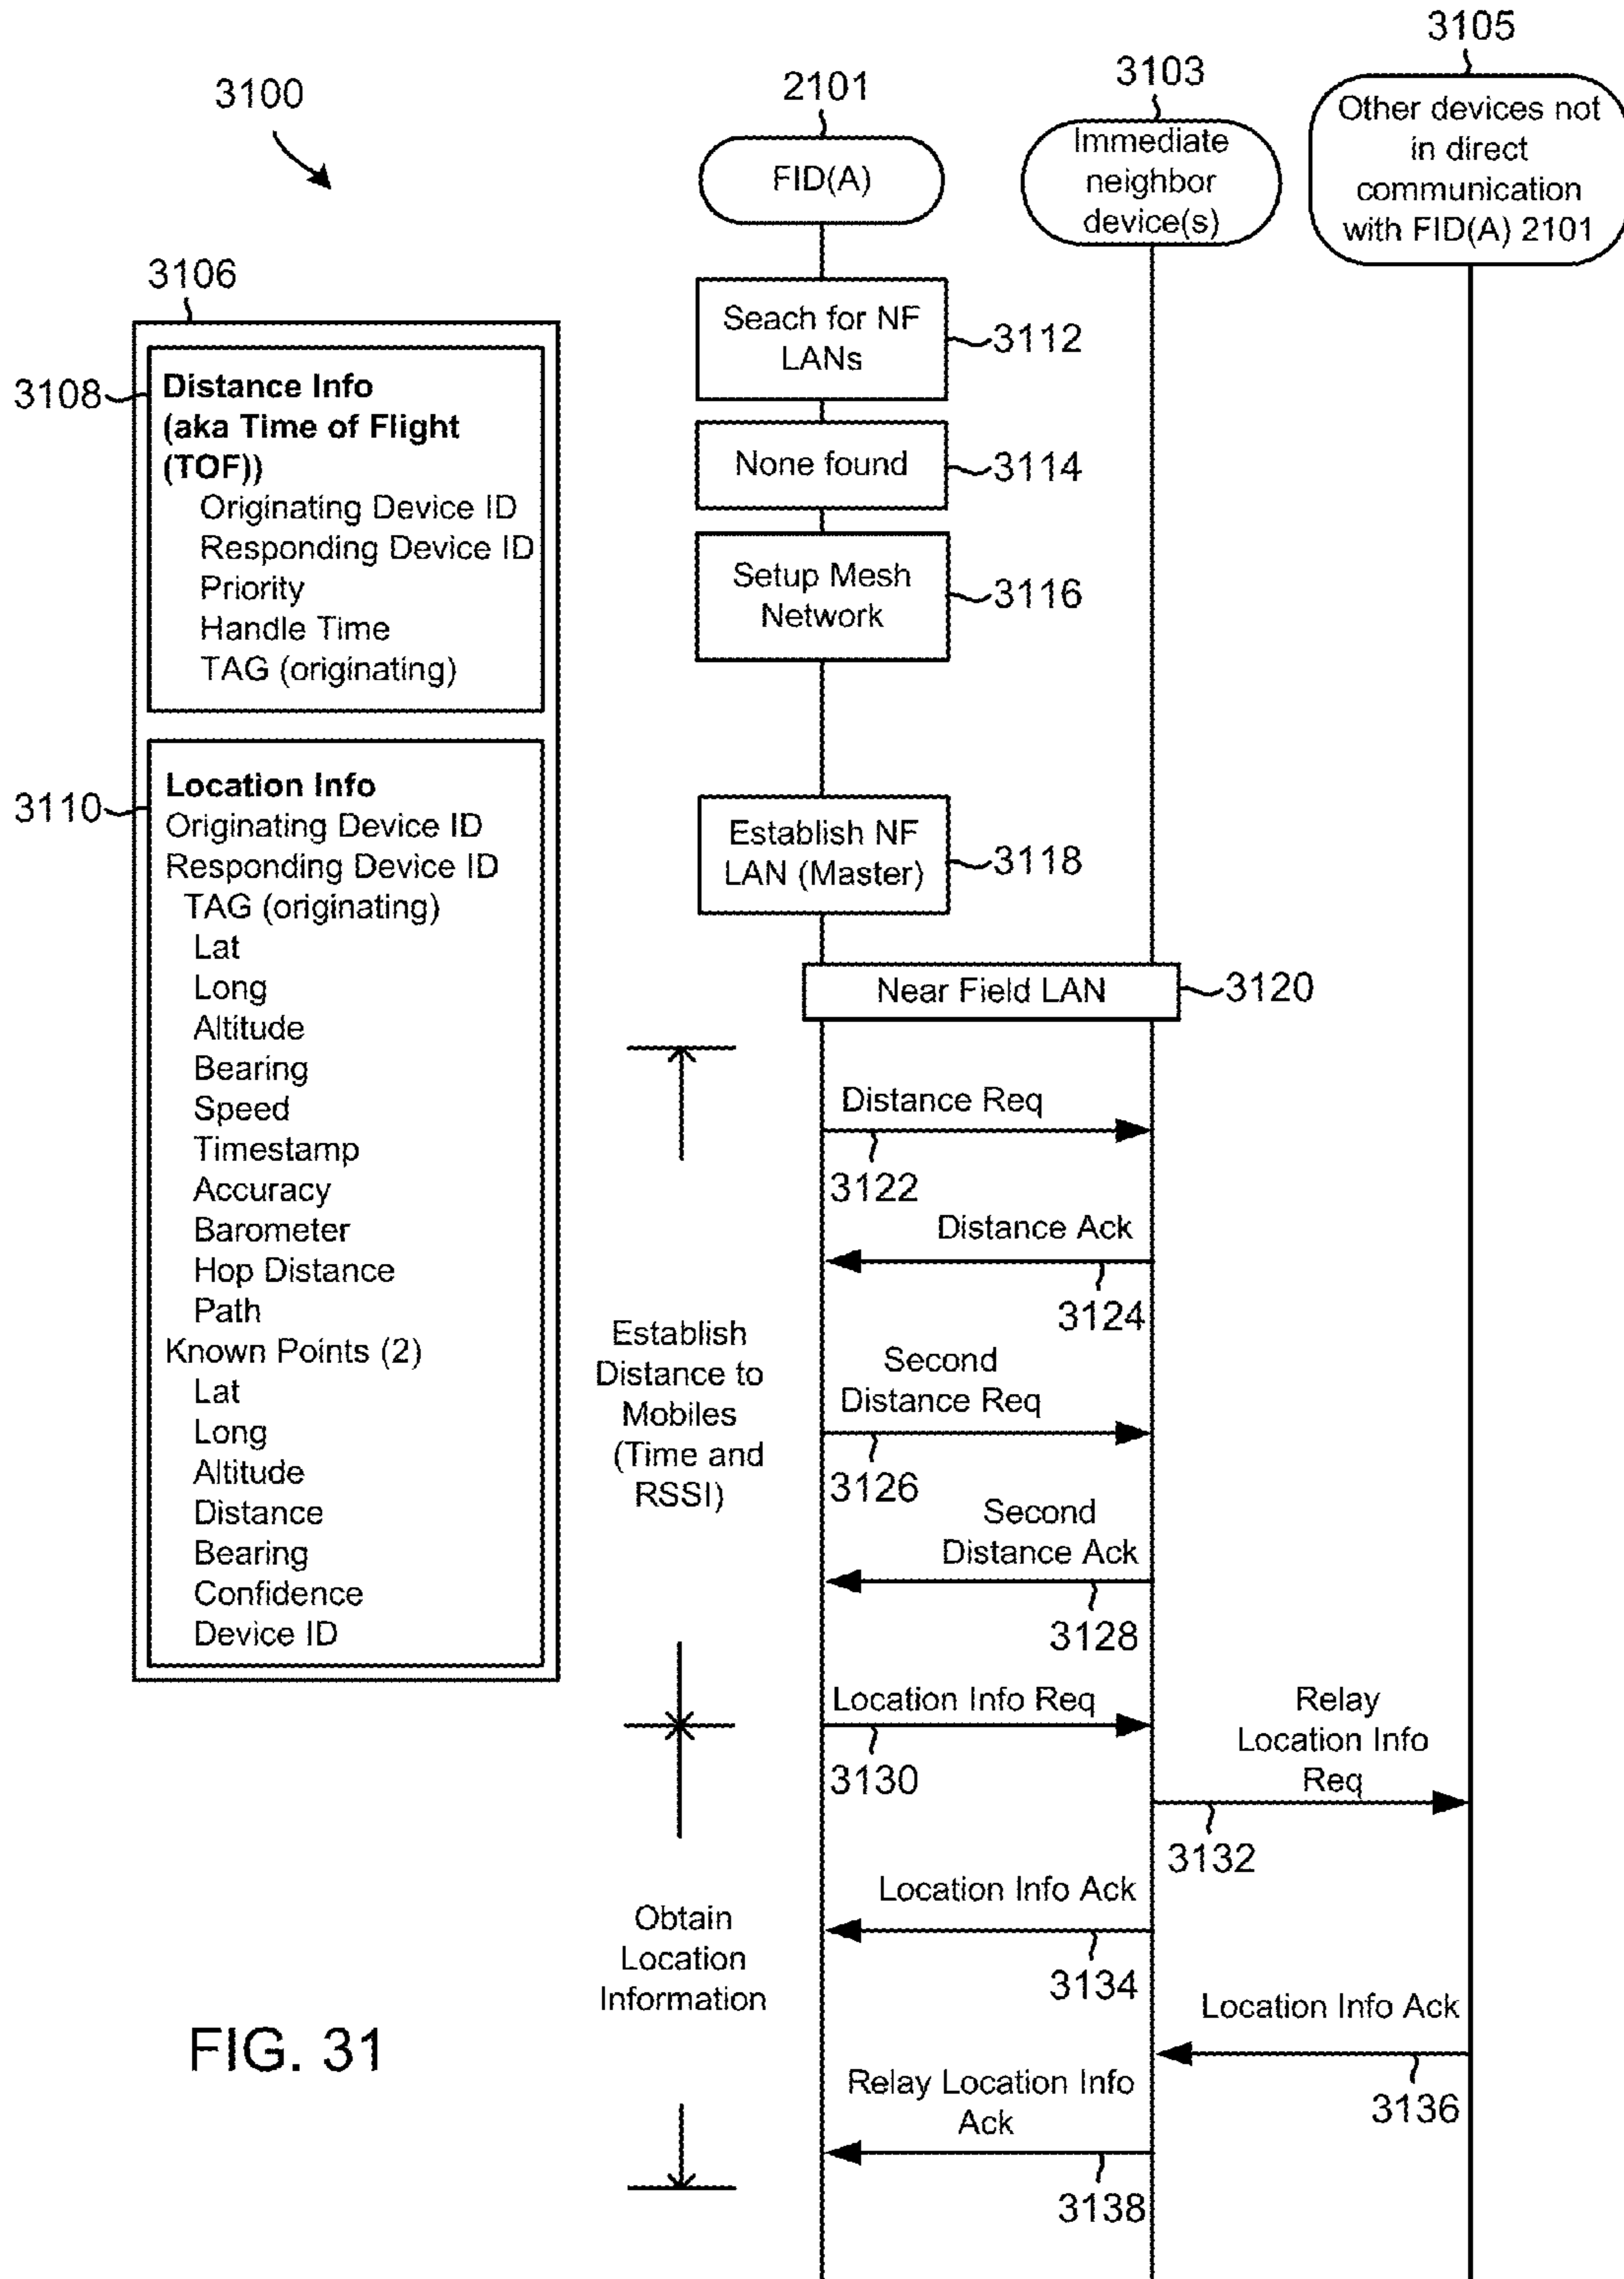 3105
3103
2101
3100
Other devices not
in direct
communication
with FID(A) 2101
Immediate
neighbor
device(s)
FID(A)
3106
Seach for NF
LANs
3112
3108
Distance Info
(aka Time of Flight
(TOF))
Originating Device ID
Responding Device ID
Priority
Handle Time
TAG (originating)
None found
3114
Setup Mesh
Network
3116
3110
Location Info
Originating Device ID
Responding Device ID
TAG (originating)
Lat
Long
Altitude
Bearing
Speed
Timestamp
Accuracy
Barometer
Hop Distance
Path
Known Points (2)
Lat
Long
Altitude
Distance
Bearing
Confidence
Device ID
Establish NF
LAN (Master)
3118
Near Field LAN
3120
Distance Req
3122
Distance Ack
3124
Establish
Distance to
Mobiles
(Time and
RSSI)
Second
Distance Req
3126
Second
Distance Ack
3128
Location Info Req
3130
Relay
Location Info
Req
3132
Location Info Ack
3134
Obtain
Location
Information
Location Info Ack
3136
Relay Location Info
Ack
3138
FIG. 31